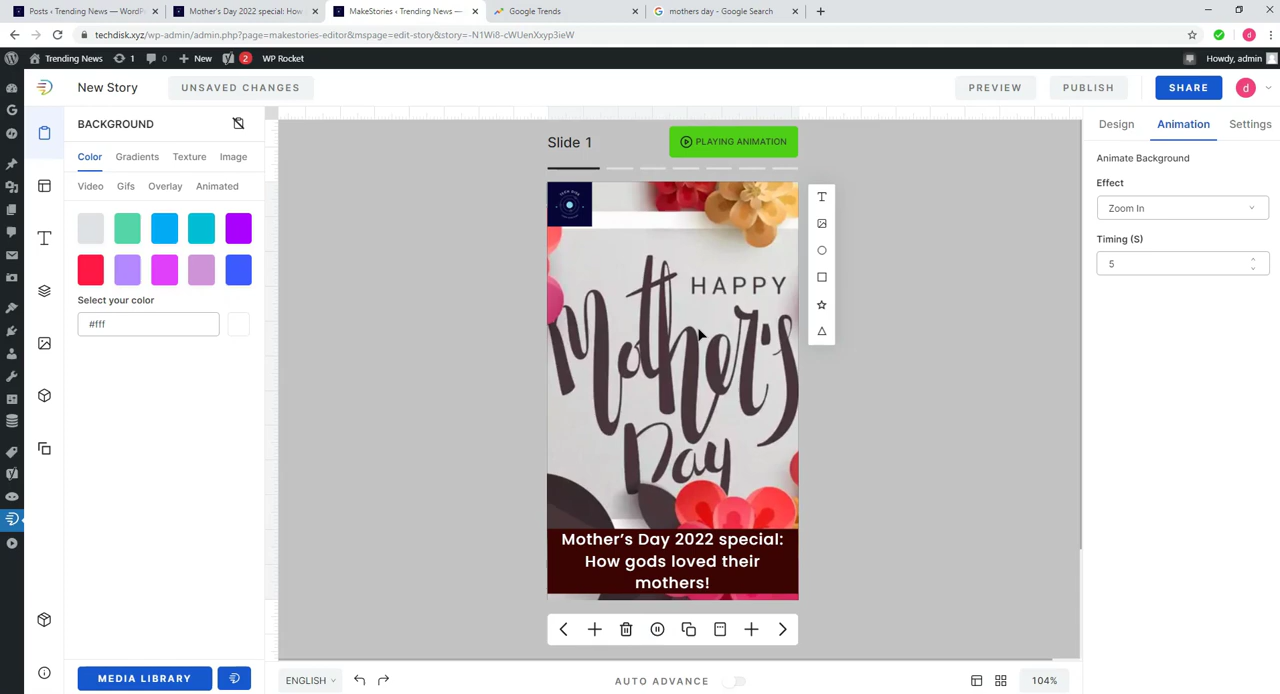 Posts ‹ Trending News — WordPr
Mother's Day 2022 special: How
MakeStories ‹ Trending News —
Google Trends
mothers day - Google Search
techdisk.xyz/wp-admin/admin.php?page=makestories-editor&mspage=edit-story&story=-N1Wi8-cWUenXxyp3ieW
Trending News
1
0
New
2
WP Rocket
Howdy, admin
New Story
UNSAVED CHANGES
PREVIEW
PUBLISH
SHARE
d
BACKGROUND
Color
Gradients
Texture
Image
Video
Gifs
Overlay
Animated
Select your color
#fff
MEDIA LIBRARY
Slide 1
PLAYING ANIMATION
TECH DISK
HAPPY
Mother's
Day
Mother's Day 2022 special:
How gods loved their
mothers!
ENGLISH
AUTO ADVANCE
104%
Design
Animation
Settings
Animate Background
Effect
Zoom In
Timing (S)
5